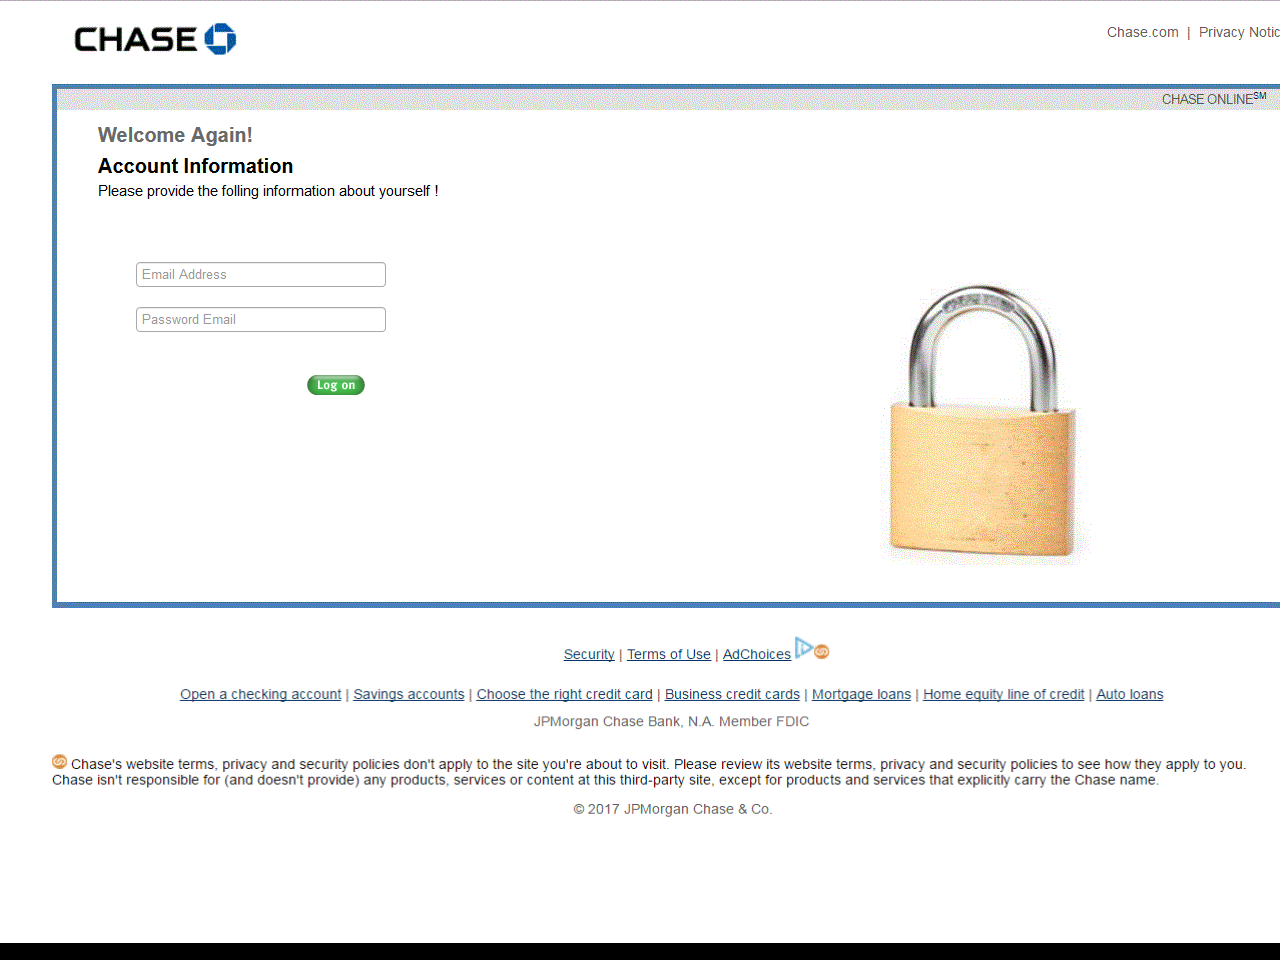 CHASE
Chase.com | Privacy Notic
CHASE ONLINE SM
Welcome Again!
Account Information
Please provide the folling information about yourself !
Email Address
Password Email
Log on
Security | Terms of Use | AdChoices
Open a checking account | Savings accounts | Choose the right credit card | Business credit cards | Mortgage loans | Home equity line of credit | Auto loans
JPMorgan Chase Bank, N.A. Member FDIC
Chase's website terms, privacy and security policies don't apply to the site you're about to visit. Please review its website terms, privacy and security policies to see how they apply to you.
Chase isn't responsible for (and doesn't provide) any products, services or content at this third-party site, except for products and services that explicitly carry the Chase name.
© 2017 JPMorgan Chase & Co.